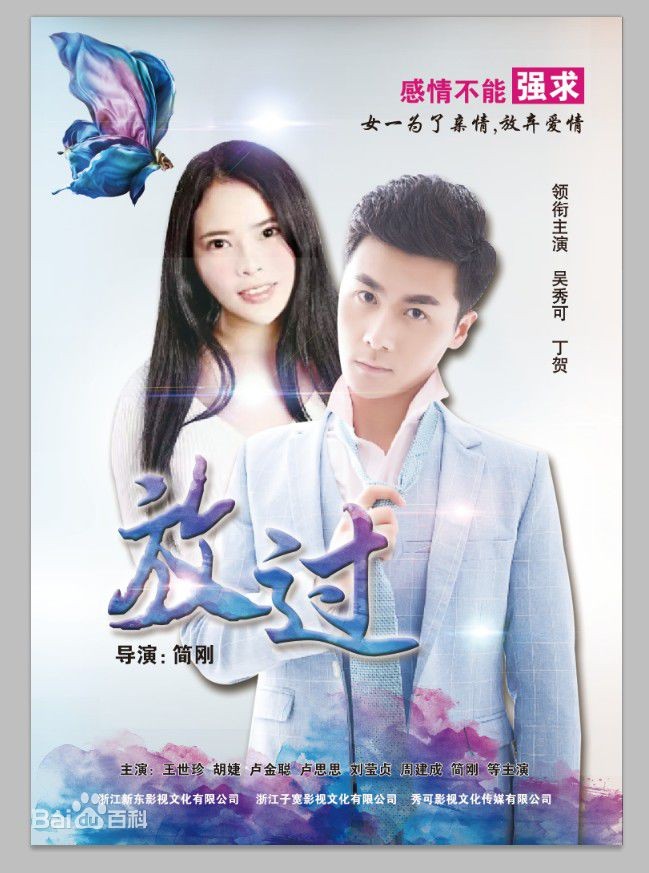 感情不能强求
女一为了亲情,放弃爱情
领衔主演 吴秀可 丁贺
放过
导演:简刚
主演:王世珍 胡婕 卢金聪 卢思思 刘莹贞 周建成 简刚 等主演
浙江新东影视文化有限公司 浙江子宽影视文化有限公司 秀可影视文化传媒有限公司
Baidu百科